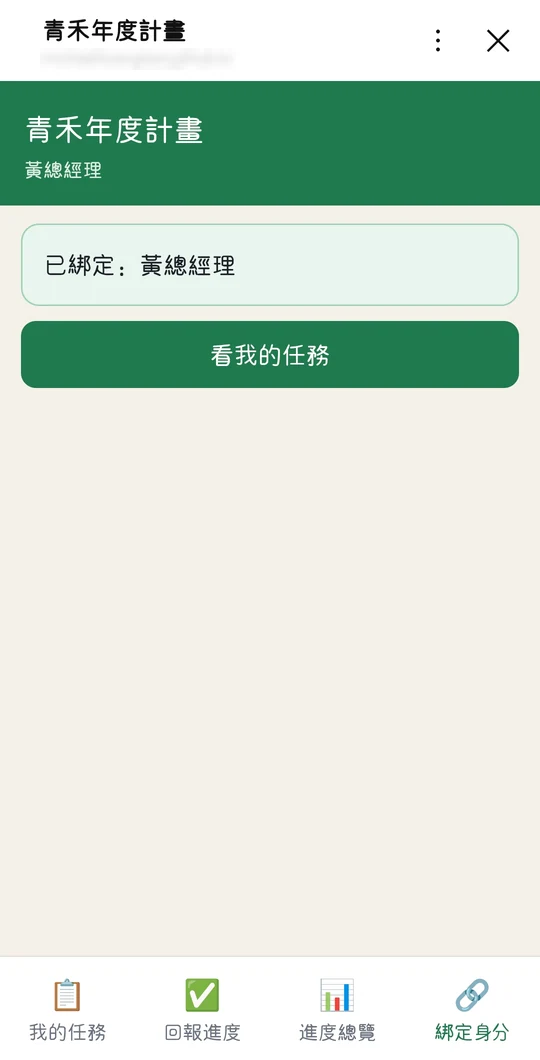 青禾年度計畫
青禾年度計畫
黃總經理
已綁定：黃總經理
看我的任務
我的任務
回報進度
進度總覽
綁定身分